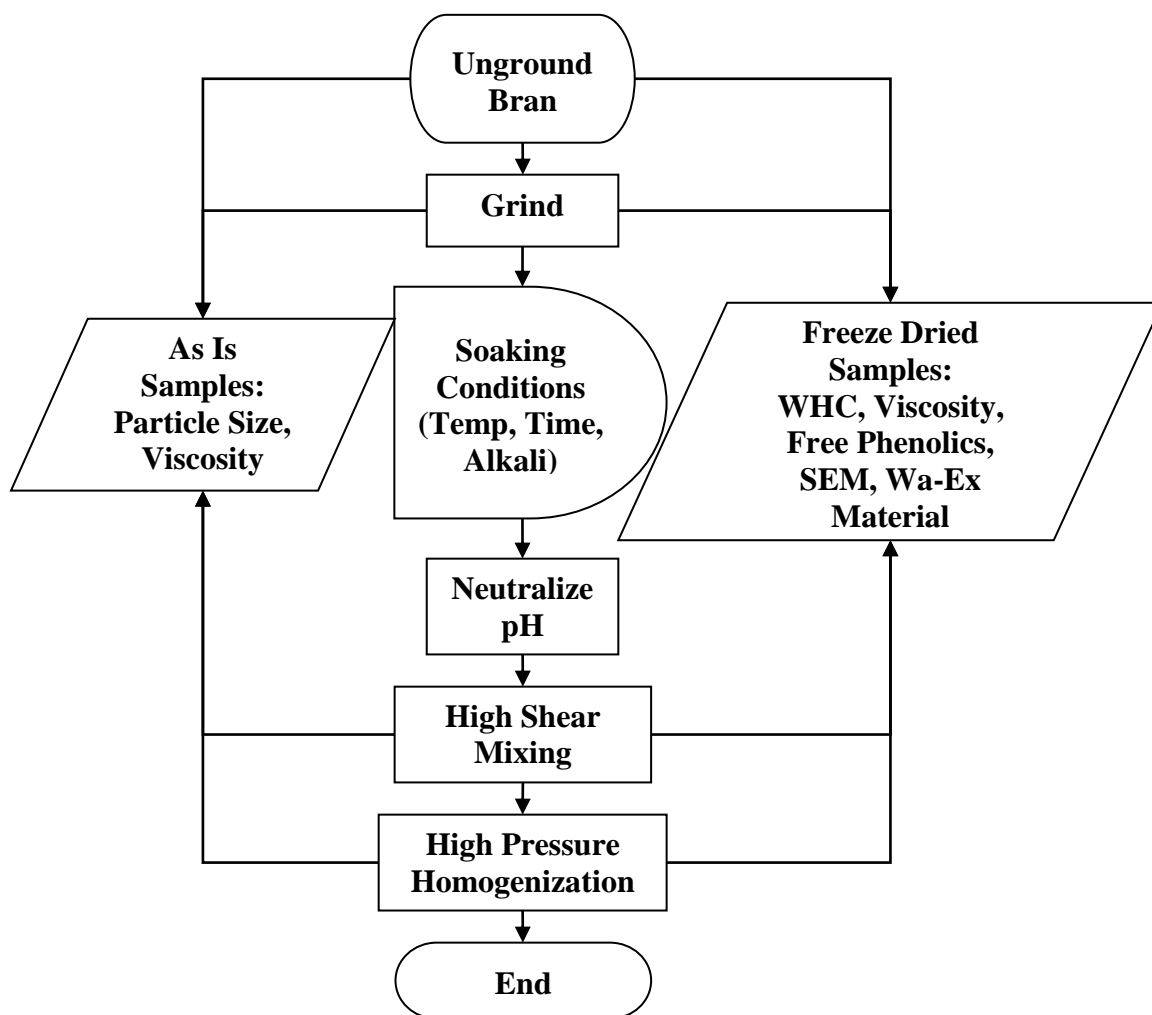 Unground
Bran
Grind
As Is
Samples:
Particle Size,
Viscosity
Soaking
Conditions
(Temp, Time,
Alkali)
Freeze Dried
Samples:
WHC, Viscosity,
Free Phenolics,
SEM, Wa-Ex
Material
Neutralize
pH
High Shear
Mixing
High Pressure
Homogenization
End